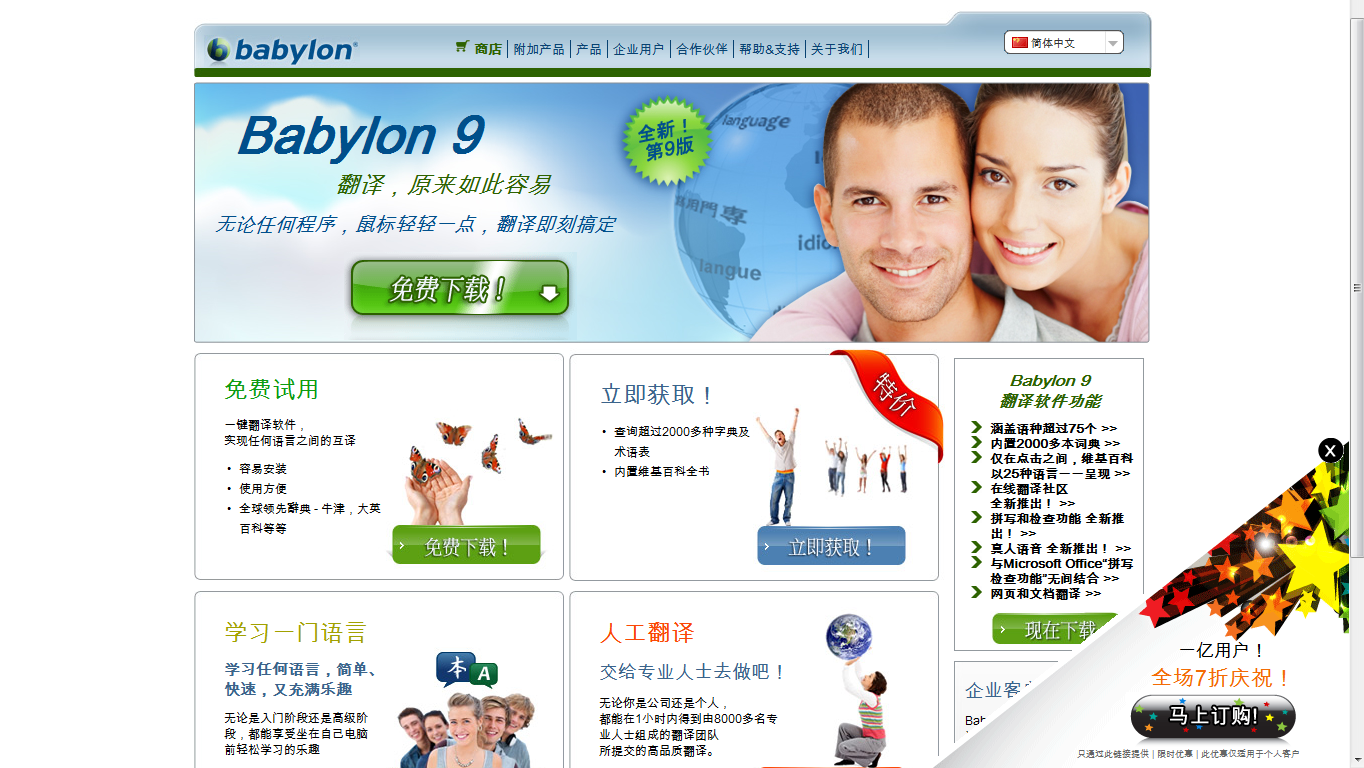 babylon®
商店 附加产品 产品 企业用户 合作伙伴 帮助&支持 关于我们
简体中文
Babylon 9
翻译，原来如此容易
无论任何程序，鼠标轻轻一点，翻译即刻搞定
免费下载！
全新！
第9版
language
idio
langue
免费试用
一键翻译软件，
实现任何语言之间的互译
• 容易安装
• 使用方便
• 全球领先辭典 - 牛津，大英
百科等等
免费下载！
立即获取！
• 查询超过2000多种字典及
术语表
• 内置维基百科全书
特价
立即获取！
Babylon 9
翻译软件功能
涵盖语种超过75个 >>
内置2000多本词典 >>
仅在点击之间，维基百科
以25种语言——呈现 >>
在线翻译社区
全新推出！ >>
拼写和检查功能 全新推
出！ >>
真人语音 全新推出！ >>
与Microsoft Office"拼写
检查功能"无间结合 >>
网页和文档翻译 >>
现在下载
学习一门语言
学习任何语言，简单、
快速，又充满乐趣
无论是入门阶段还是高级阶
段，都能享受坐在自己电脑
前轻松学习的乐趣
本 A
人工翻译
交给专业人士去做吧！
无论你是公司还是个人，
都能在1小时内得到由8000多名专
业人士组成的翻译团队
所提交的高品质翻译。
企业客
Bab
X
一亿用户！
全场7折庆祝！
马上订购!
只通过此链接提供 | 限时优惠 | 此优惠仅适用于个人客户